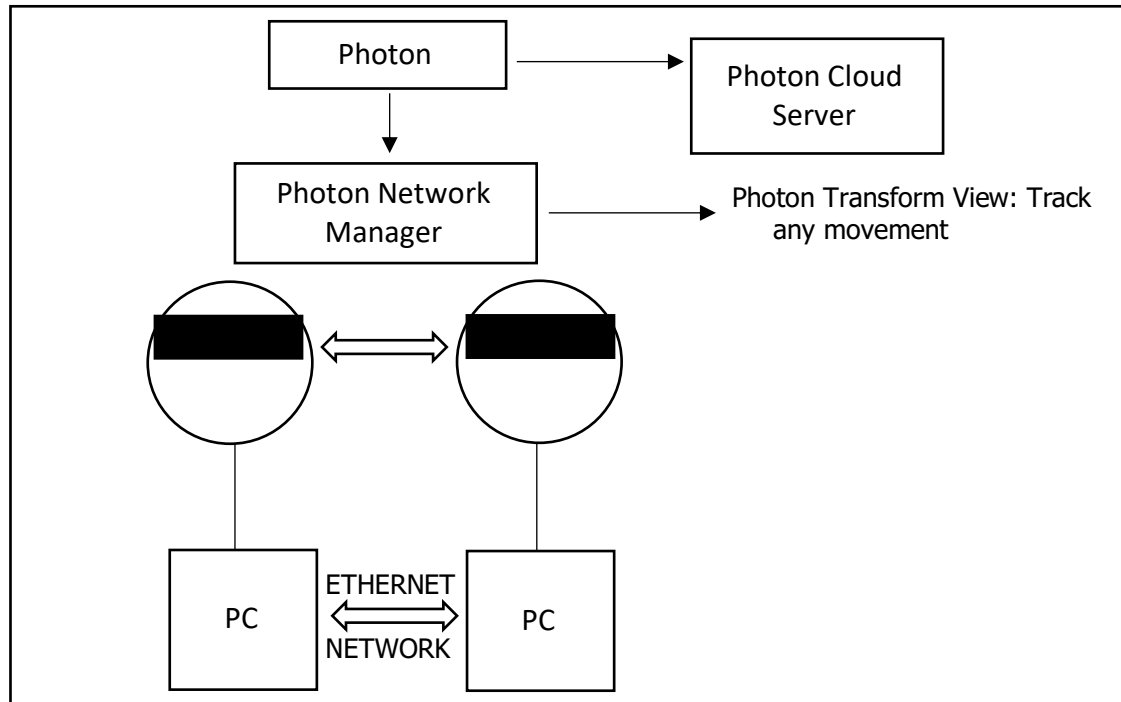 Photon
Photon Cloud
Server
Photon Network
Manager
Photon Transform View: Track
any movement
ETHERNET
PC
PC
NETWORK